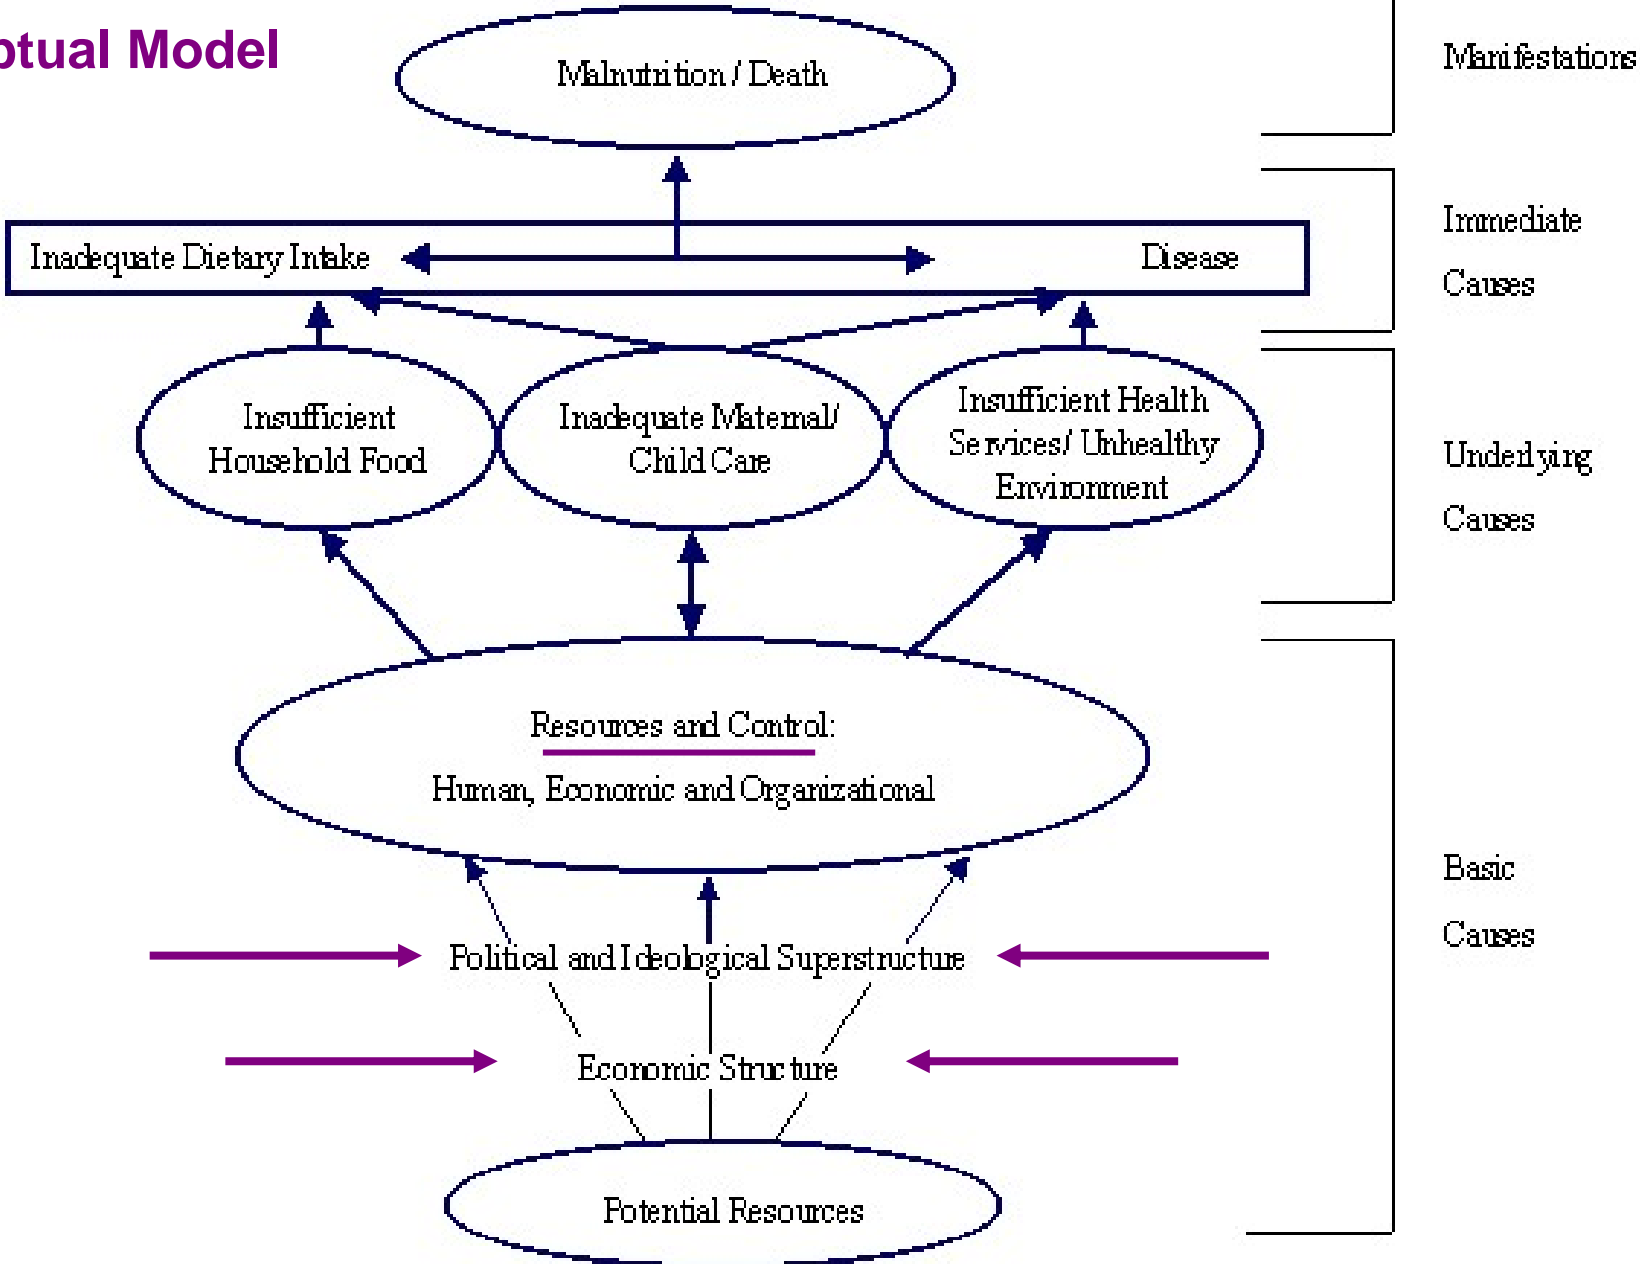 ptual Model
Malnutrition / Death
Manifestations
Inadequate Dietary Intake
Disease
Immediate
Causes
Insufficient
Household Food
Inadequate Maternal/
Child Care
Insufficient Health
Services/ Unhealthy
Environment
Underlying
Causes
Resources and Control:
Human, Economic and Organizational
Political and Ideological Superstructure
Economic Structure
Potential Resources
Basic
Causes